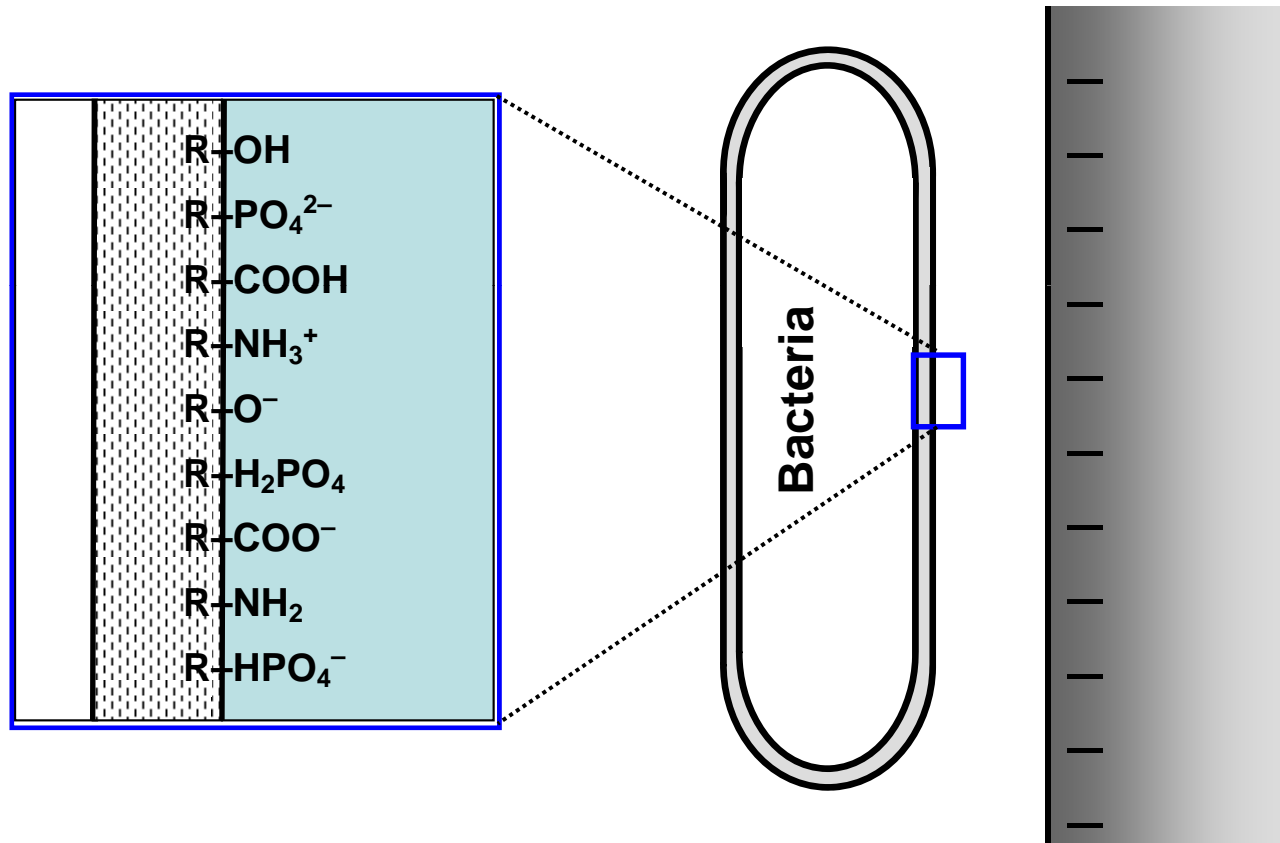 R–OH
R–PO₄²⁻
R–COOH
R–NH₃⁺
R–O⁻
R–H₂PO₄
R–COO⁻
R–NH₂
R–HPO₄⁻
Bacteria